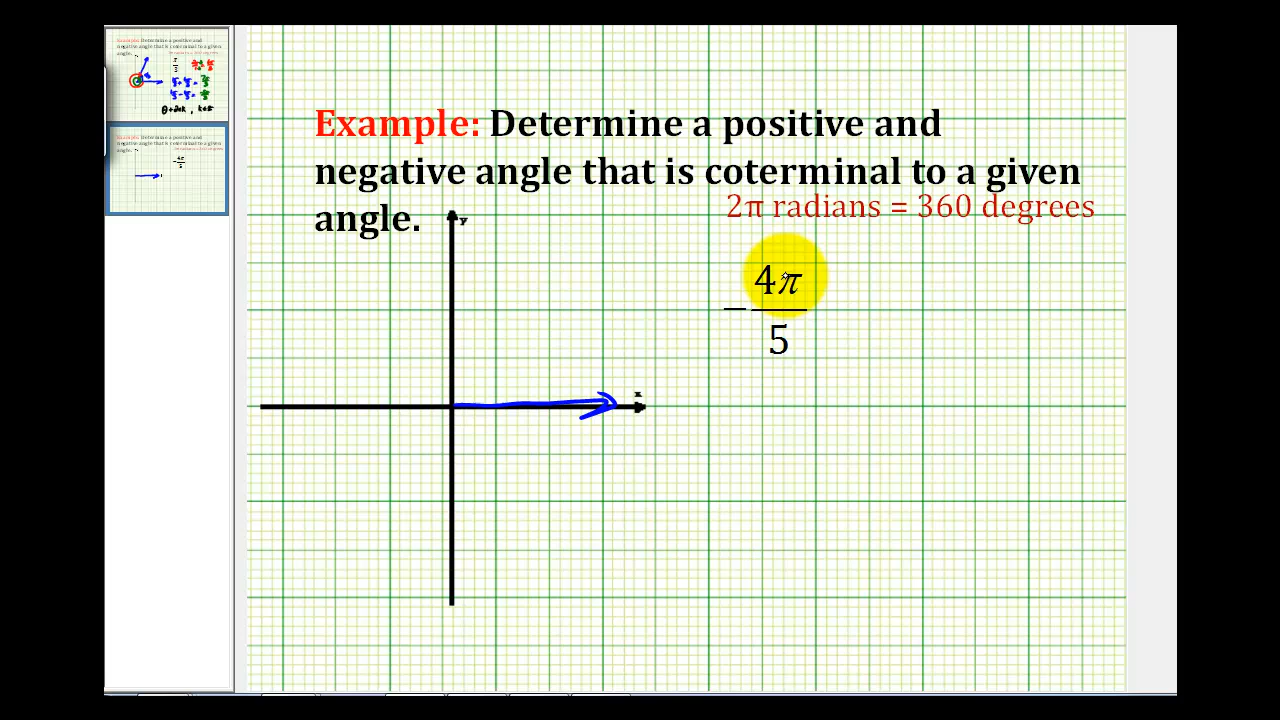 Example: Determine a positive and
negative angle that is coterminal to a given
angle.
2π radians = 360 degrees
y
−4π/5
x